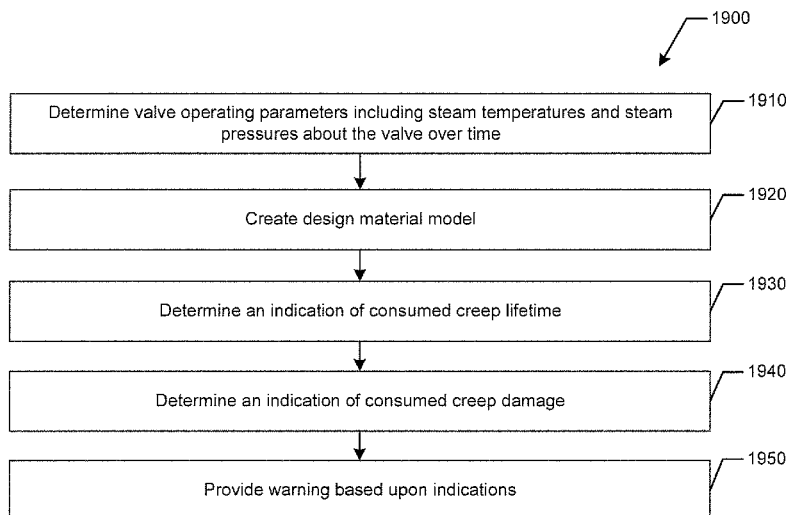 1900
Determine valve operating parameters including steam temperatures and steam
pressures about the valve over time
1910
Create design material model
1920
Determine an indication of consumed creep lifetime
1930
Determine an indication of consumed creep damage
1940
Provide warning based upon indications
1950